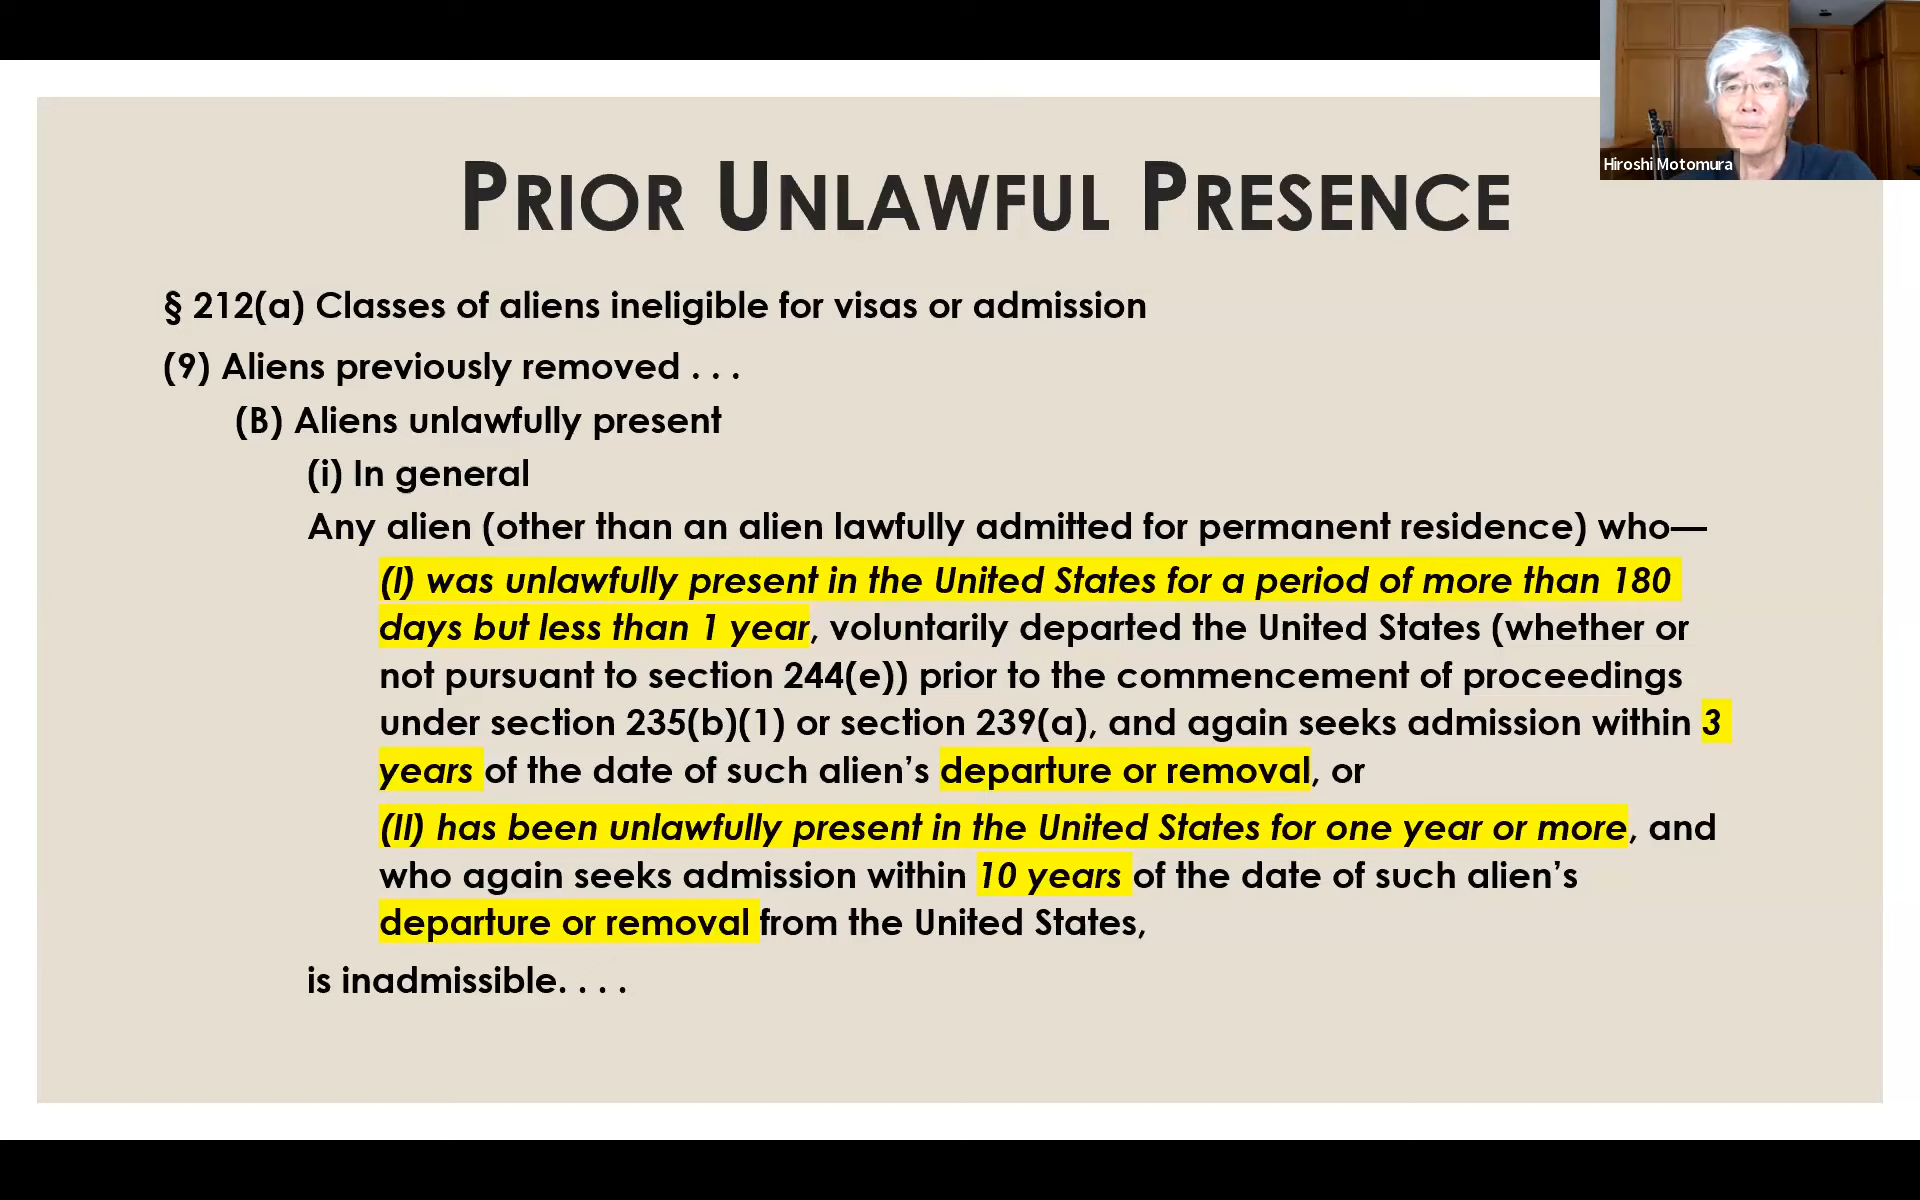 Hiroshi Motomura
PRIOR UNLAWFUL PRESENCE
§ 212(a) Classes of aliens ineligible for visas or admission
(9) Aliens previously removed . . .
(B) Aliens unlawfully present
(i) In general
Any alien (other than an alien lawfully admitted for permanent residence) who—
(I) was unlawfully present in the United States for a period of more than 180
days but less than 1 year, voluntarily departed the United States (whether or
not pursuant to section 244(e)) prior to the commencement of proceedings
under section 235(b)(1) or section 239(a), and again seeks admission within 3
years of the date of such alien’s departure or removal, or
(II) has been unlawfully present in the United States for one year or more, and
who again seeks admission within 10 years of the date of such alien’s
departure or removal from the United States,
is inadmissible. . . .